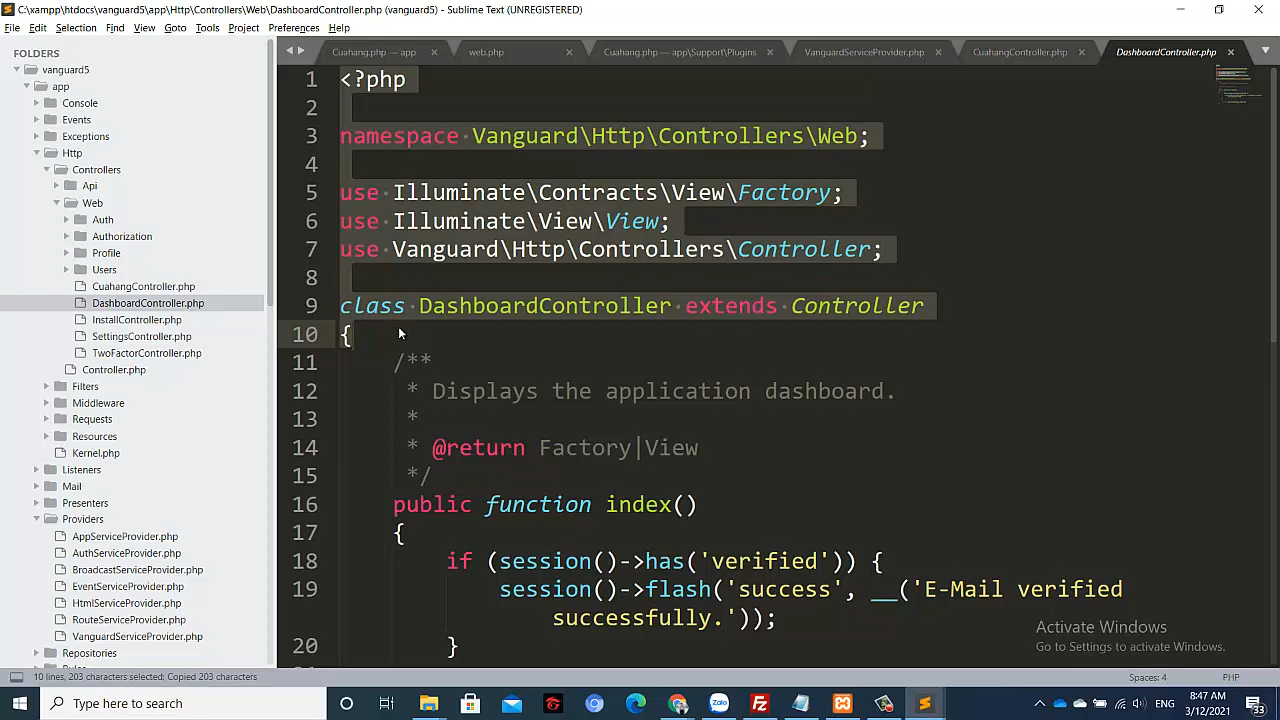 C:\xampp\htdocs\vanguard5\app\Http\Controllers\Web\DashboardController.php (vanguard5) - Sublime Text (UNREGISTERED)
File Edit Selection Find View Goto Tools Project Preferences Help
FOLDERS
vanguard5
app
Console
Events
Exceptions
Http
Controllers
Api
Web
Auth
Authorization
Profile
Users
CuahangController.php
DashboardController.php
InstallController.php
SettingsController.php
TwoFactorController.php
Controller.php
Filters
Middleware
Requests
Resources
Kernel.php
Listeners
Mail
Presenters
Providers
AppServiceProvider.php
AuthServiceProvider.php
BroadcastServiceProvider.php
EventServiceProvider.php
HtmlServiceProvider.php
RouteServiceProvider.php
VanguardServiceProvider.php
Repositories
Cuahang.php — app
web.php
Cuahang.php — app\Support\Plugins
VanguardServiceProvider.php
CuahangController.php
DashboardController.php
1 <?php
2
3 namespace Vanguard\Http\Controllers\Web;
4
5 use Illuminate\Contracts\View\Factory;
6 use Illuminate\View\View;
7 use Vanguard\Http\Controllers\Controller;
8
9 class DashboardController extends Controller
10 {
11 /**
12 * Displays the application dashboard.
13 *
14 * @return Factory|View
15 */
16 public function index()
17 {
18 if (session()->has('verified')) {
19 session()->flash('success', __('E-Mail verified
successfully.'));
20 }
Activate Windows
Go to Settings to activate Windows.
10 lines, 203 characters selected: Copied 203 characters
Spaces: 4
PHP
Type here to search
ENG
8:47 AM
3/12/2021
33